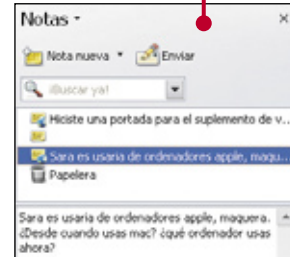 Notas
Nota nueva Enviar
¡Buscar ya!
Hiciste una portada para el suplemento de v...
Sara es usaria de ordenadores apple, maqu...
Papelera
Sara es usaria de ordenadores apple, maquera.
¿Desde cuando usas mac? ¿qué ordenador usas
ahora?